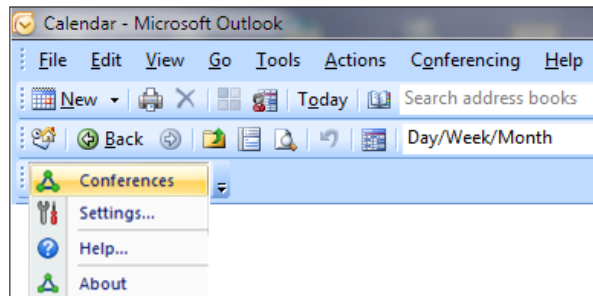 Calendar - Microsoft Outlook
File Edit View Go Tools Actions Conferencing Help
New Today Search address books
Back Day/Week/Month
Conferences
Settings...
Help...
About